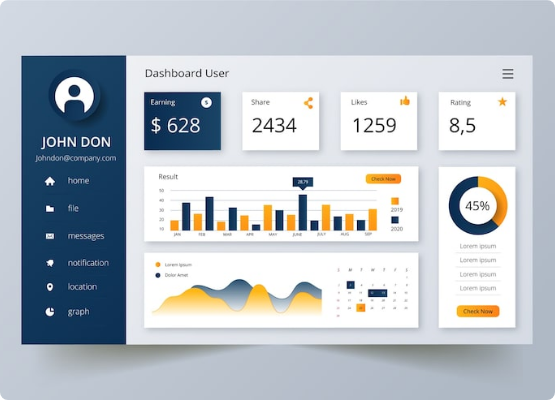 JOHN DON
Johndon@company.com
home
file
messages
notification
location
graph
Dashboard User
Earning
$
$ 628
Share
2434
Likes
1259
Rating
8,5
Result
Check Now
28.76
50
40
30
20
10
JAN FEB MAR APR MAY JUNE JULY AUG SEP
2019
2020
45%
Lorem ipsum
Lorem ipsum
Lorem ipsum
Lorem ipsum
Check Now
Lorem ipsum
Dolor Amet
S M T W T F S